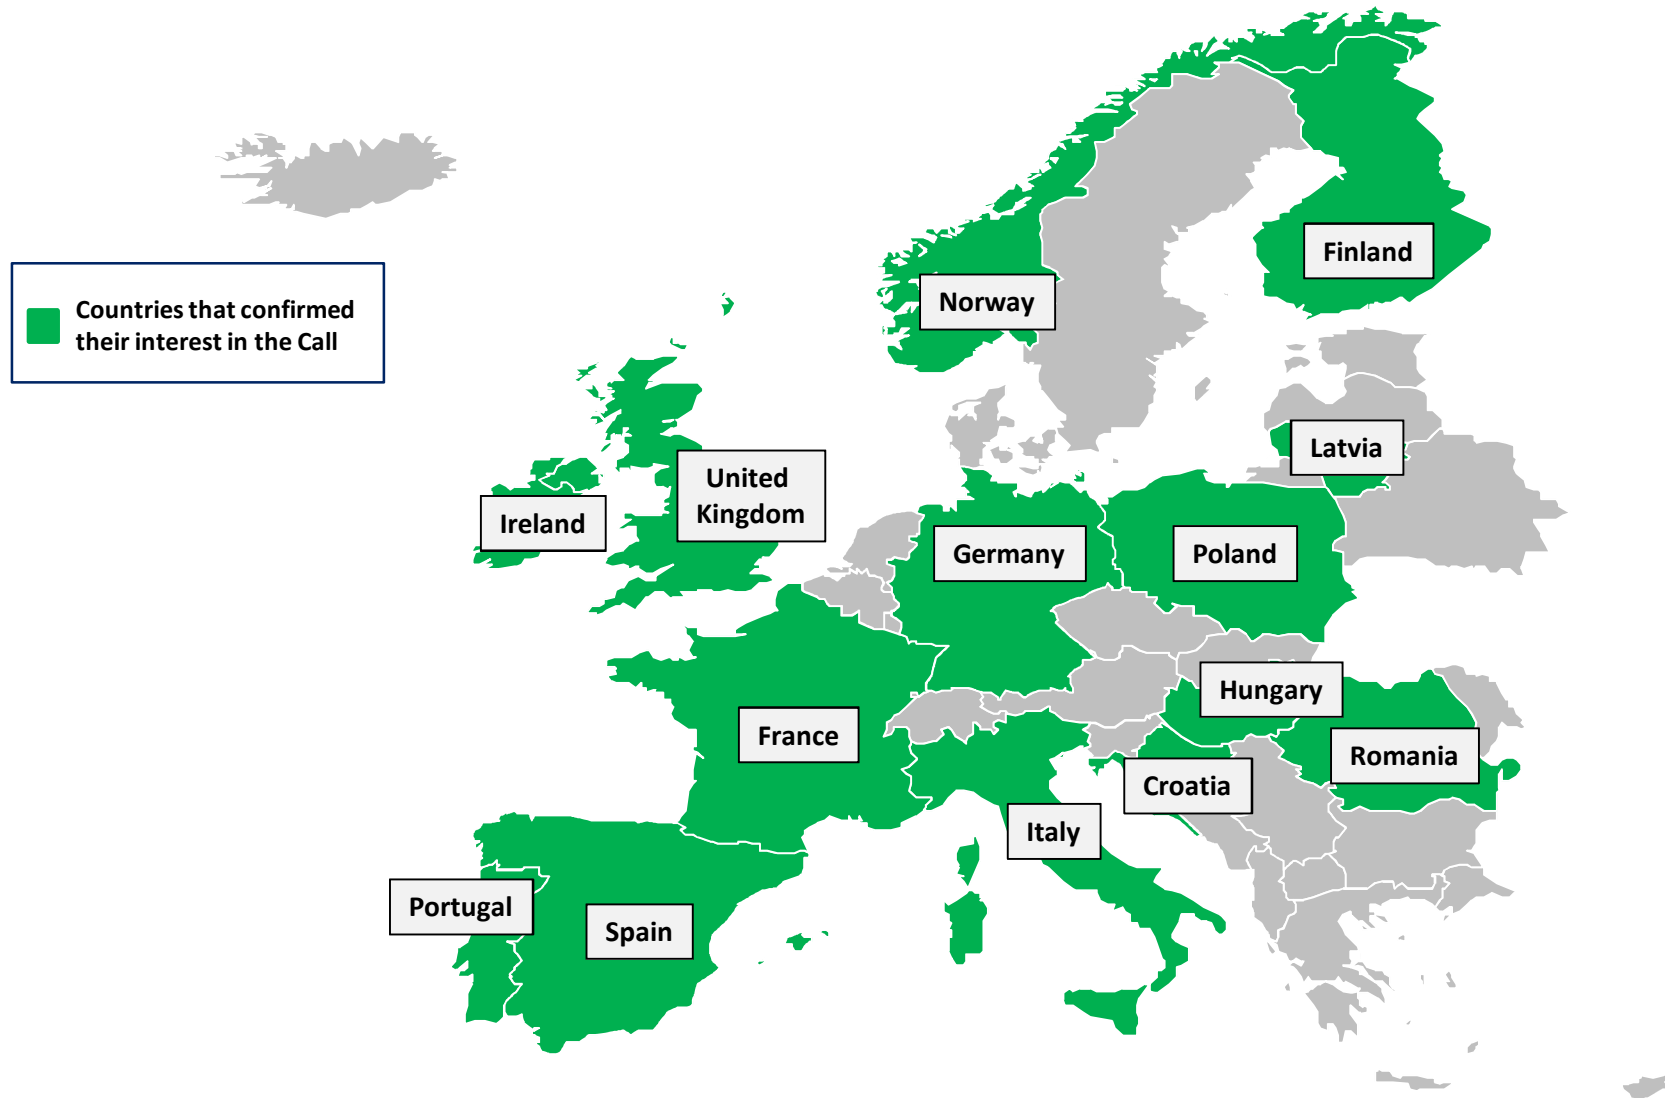 Finland
Norway
Countries that confirmed
their interest in the Call
Latvia
United
Kingdom
Ireland
Germany
Poland
Hungary
France
Romania
Croatia
Italy
Portugal
Spain